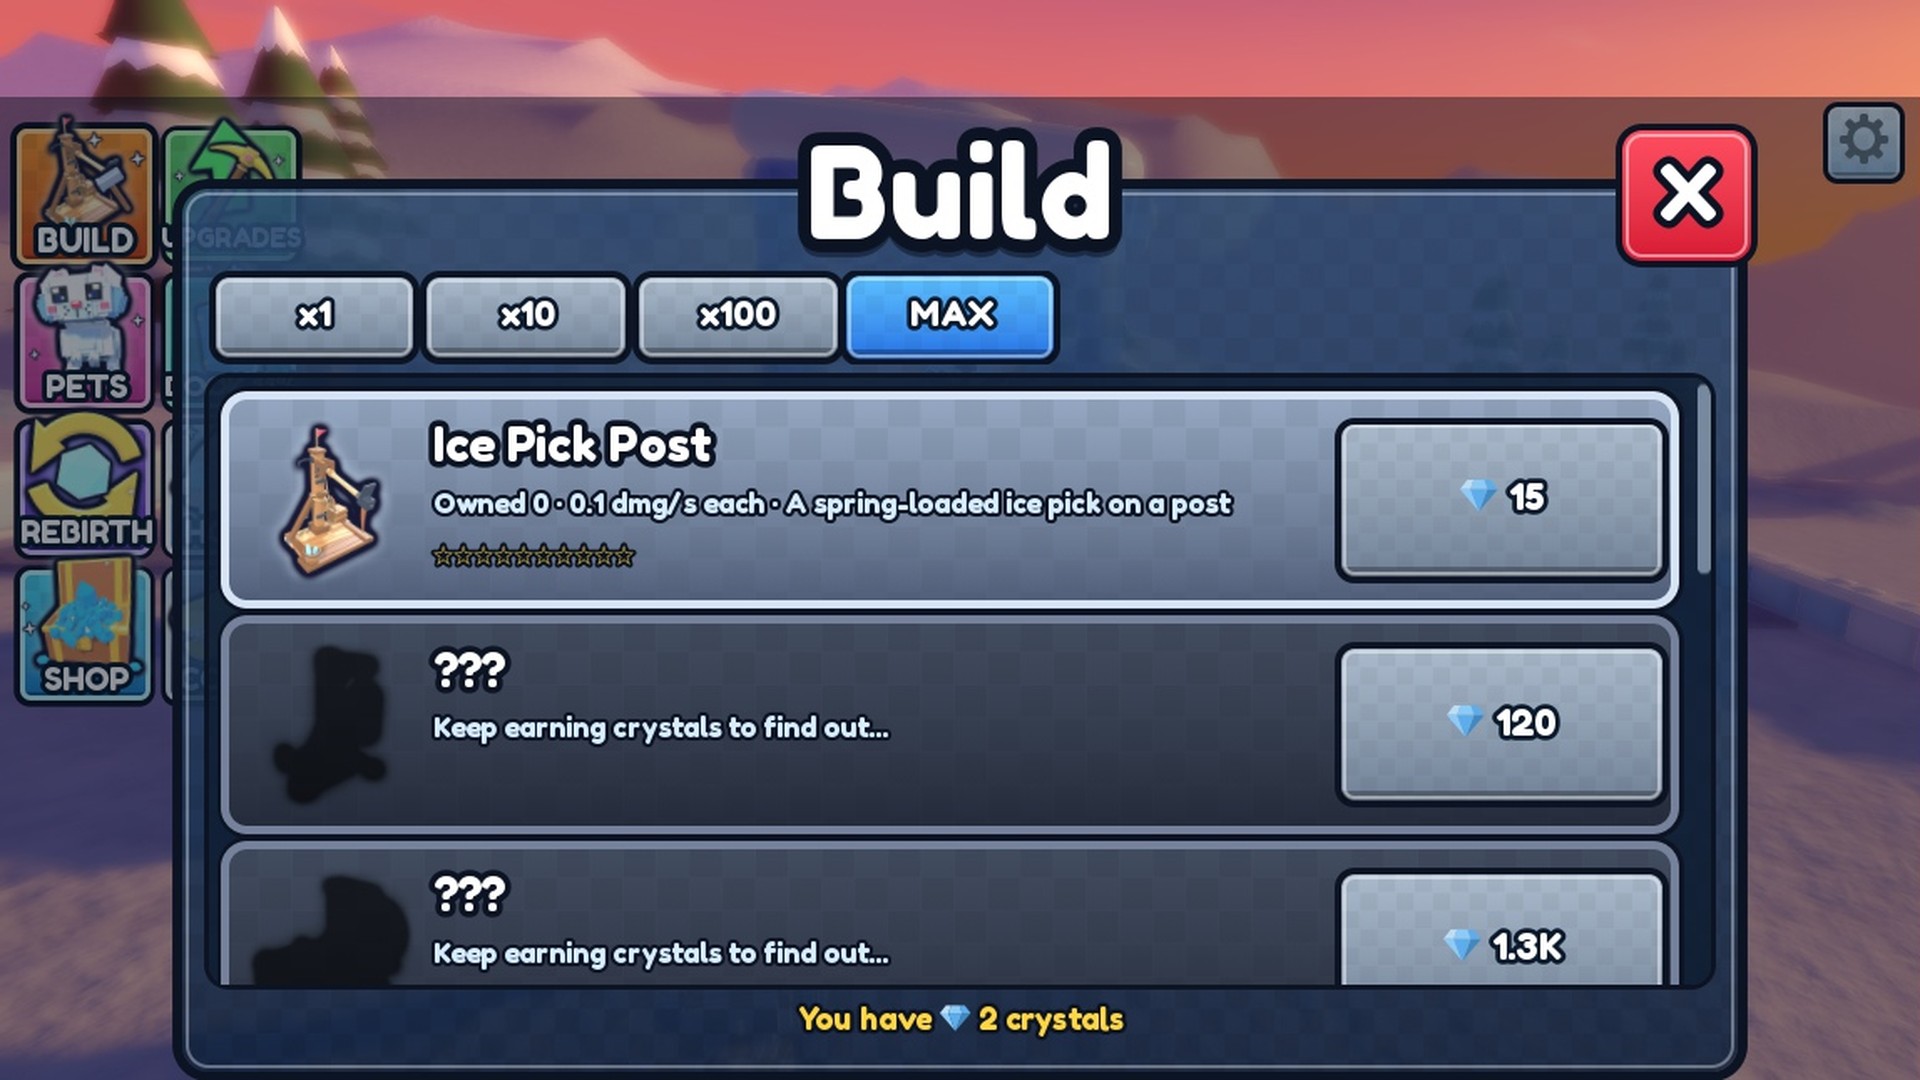 Build
BUILD
UPGRADES
PETS
REBIRTH
SHOP
x1
x10
x100
MAX
Ice Pick Post
Owned 0 · 0.1 dmg/s each · A spring-loaded ice pick on a post
☆☆☆☆☆☆☆☆☆☆
15
???
Keep earning crystals to find out...
120
???
Keep earning crystals to find out...
1.3K
You have 2 crystals